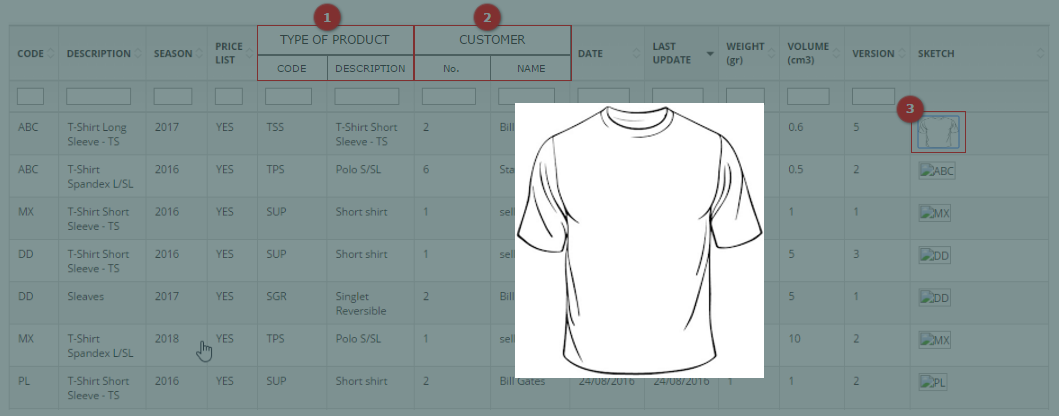 1 2
CODE DESCRIPTION SEASON PRICE LIST TYPE OF PRODUCT CUSTOMER DATE LAST UPDATE WEIGHT (gr) VOLUME (cm3) VERSION SKETCH
CODE DESCRIPTION No. NAME
3
ABC T-Shirt Long Sleeve - TS 2017 YES TSS T-Shirt Short Sleeve - TS 2 Bill 0.6 5
ABC T-Shirt Spandex L/SL 2016 YES TPS Polo S/SL 6 0.5 2 ABC
MX T-Shirt Short Sleeve - TS 2016 YES SUP Short shirt 1 sell 1 1 MX
DD T-Shirt Short Sleeve - TS 2016 YES SUP Short shirt 1 sel 5 3 DD
DD Sleaves 2017 YES SGR Singlet Reversible 2 Bill 5 1 DD
MX T-Shirt Spandex L/SL 2018 YES TPS Polo S/SL 1 sel 10 2 MX
PL T-Shirt Short Sleeve - TS 2016 YES SUP Short shirt 2 Bill Gates 24/08/2016 24/08/2016 1 1 2 PL